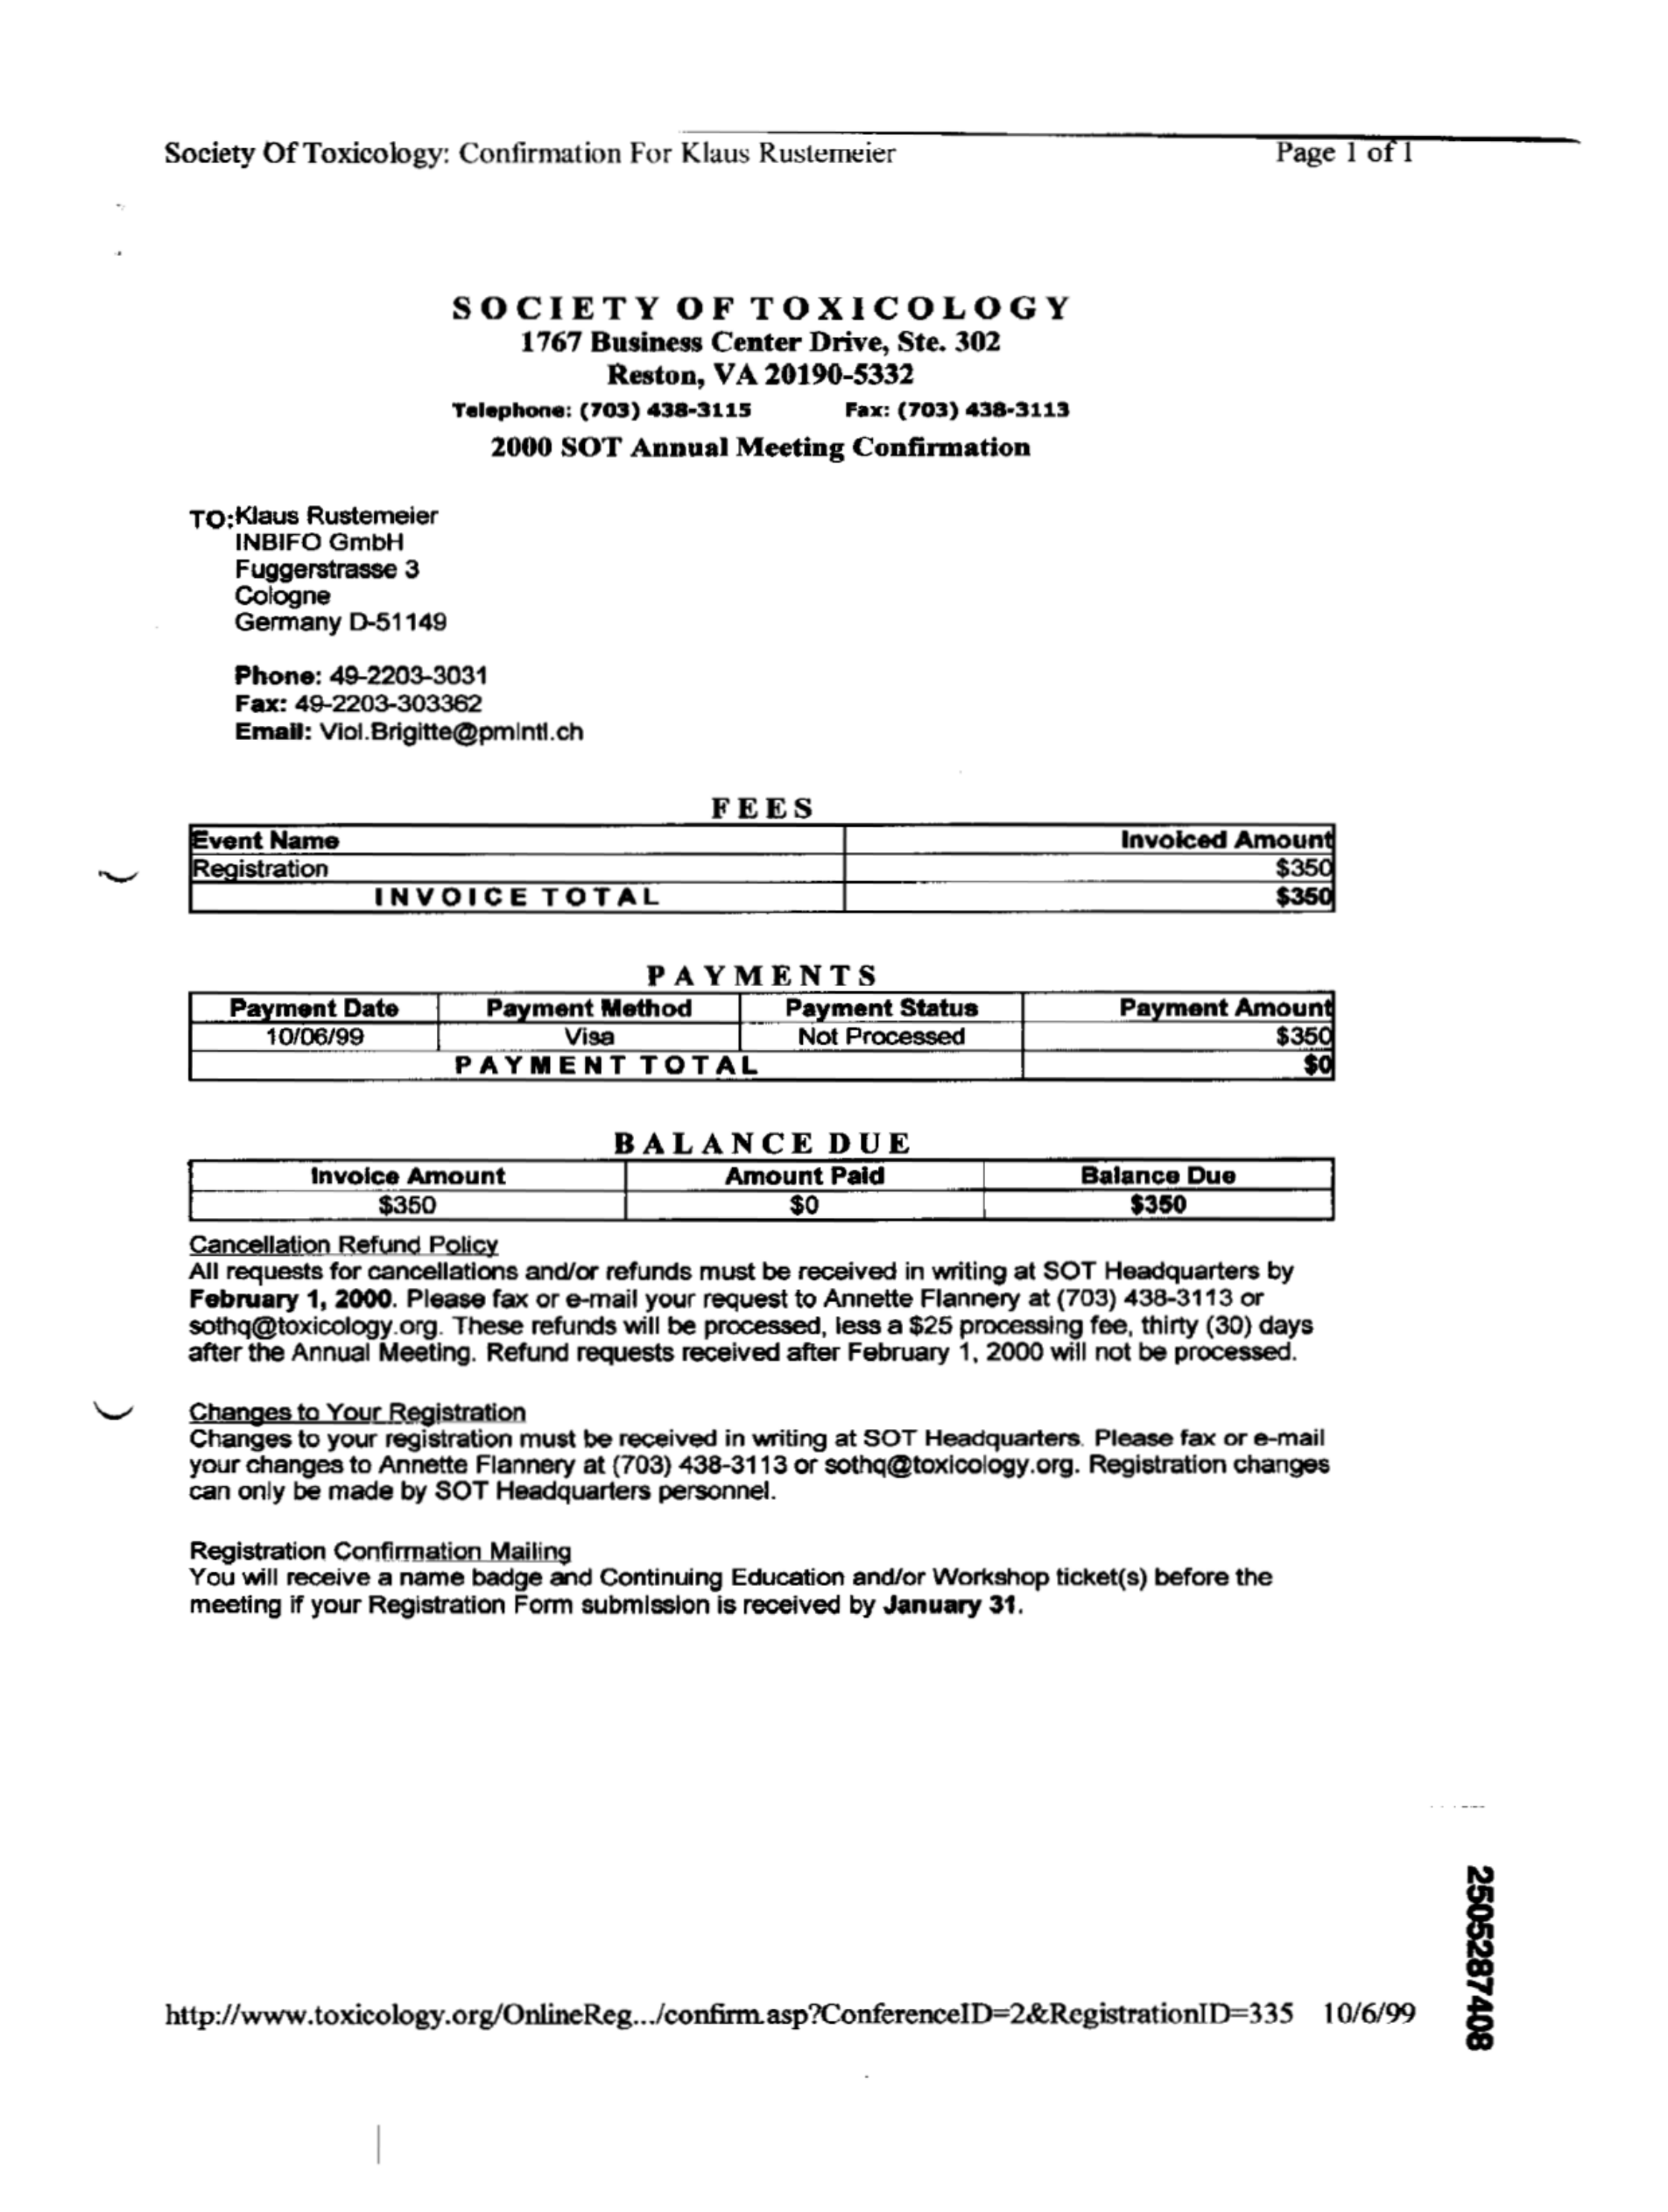 Society Of Toxicology: Confirmation For Klaus Rustemeier Page 1 of 1
SOCIETY OF TOXICOLOGY
1767 Business Center Drive, Ste. 302
Reston, VA 20190-5332
Telephone: (703) 438-3115 Fax: (703) 438-3113
2000 SOT Annual Meeting Confirmation
TO: Klaus Rustemeier
INBIFO GmbH
Fuggerstrasse 3
Cologne
Germany D-51149
Phone: 49-2203-3031
Fax: 49-2203-303362
Email: Viol.Brigitte@pmintl.ch
FEES
Event Name Invoiced Amount
Registration $350
INVOICE TOTAL $350
PAYMENTS
Payment Date Payment Method Payment Status Payment Amount
10/06/99 Visa Not Processed $350
PAYMENT TOTAL $0
BALANCE DUE
Invoice Amount Amount Paid Balance Due
$350 $0 $350
Cancellation Refund Policy
All requests for cancellations and/or refunds must be received in writing at SOT Headquarters by
February 1, 2000. Please fax or e-mail your request to Annette Flannery at (703) 438-3113 or
sothq@toxicology.org. These refunds will be processed, less a $25 processing fee, thirty (30) days
after the Annual Meeting. Refund requests received after February 1, 2000 will not be processed.
Changes to Your Registration
Changes to your registration must be received in writing at SOT Headquarters. Please fax or e-mail
your changes to Annette Flannery at (703) 438-3113 or sothq@toxicology.org. Registration changes
can only be made by SOT Headquarters personnel.
Registration Confirmation Mailing
You will receive a name badge and Continuing Education and/or Workshop ticket(s) before the
meeting if your Registration Form submission is received by January 31.
2505287408
http://www.toxicology.org/OnlineReg.../confirm.asp?ConferenceID=2&RegistrationID=335 10/6/99